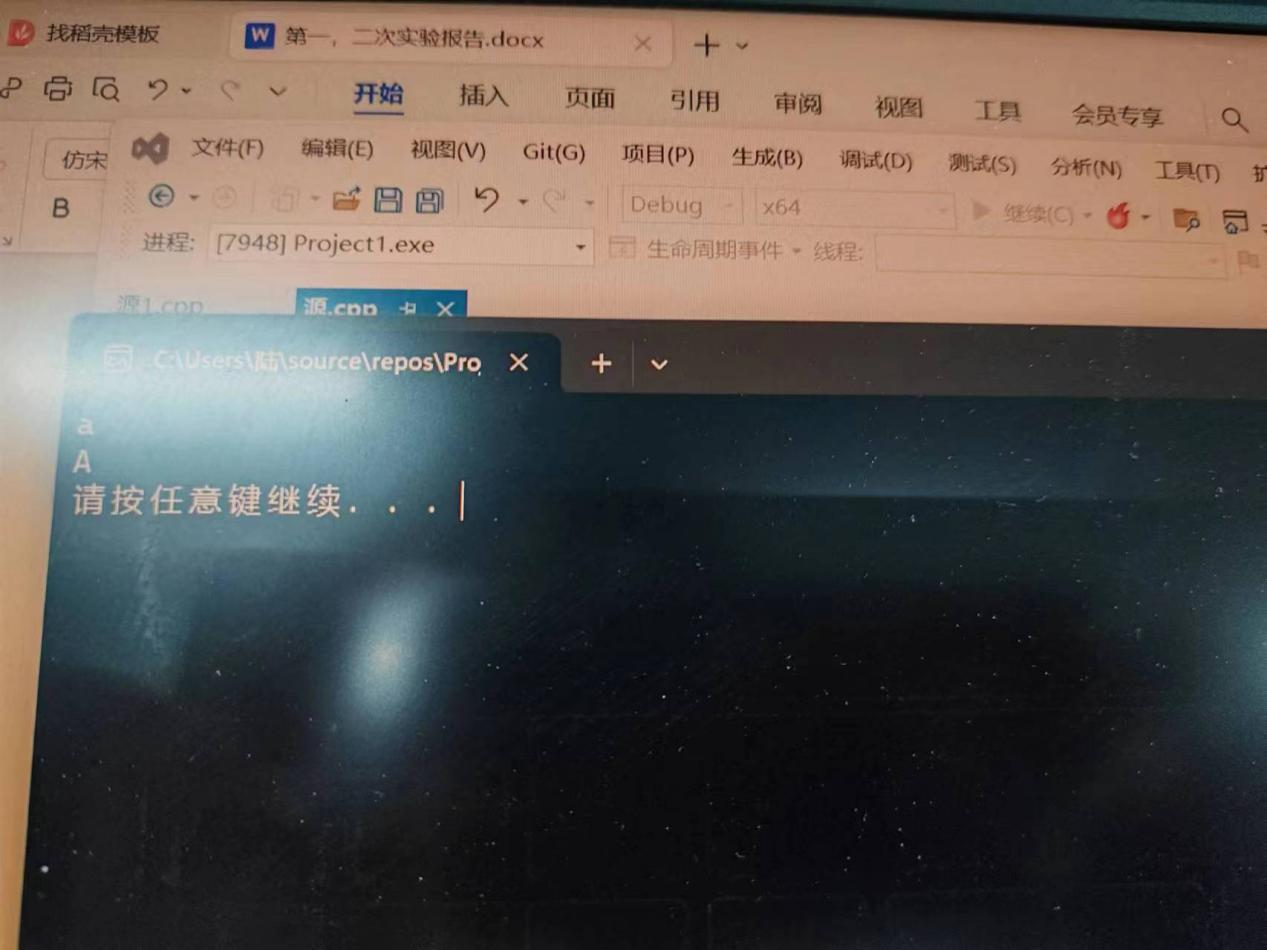 找稻壳模板 第一，二次实验报告.docx
开始 插入 页面 引用 审阅 视图 工具 会员专享
仿宋
B
文件(F) 编辑(E) 视图(V) Git(G) 项目(P) 生成(B) 调试(D) 测试(S) 分析(N) 工具(T) 扩
Debug x64 继续(C)
进程: [7948] Project1.exe 生命周期事件 线程:
源1.cpp 源.cpp
C:\Users\陆\source\repos\Pro
a
A
请按任意键继续. . .